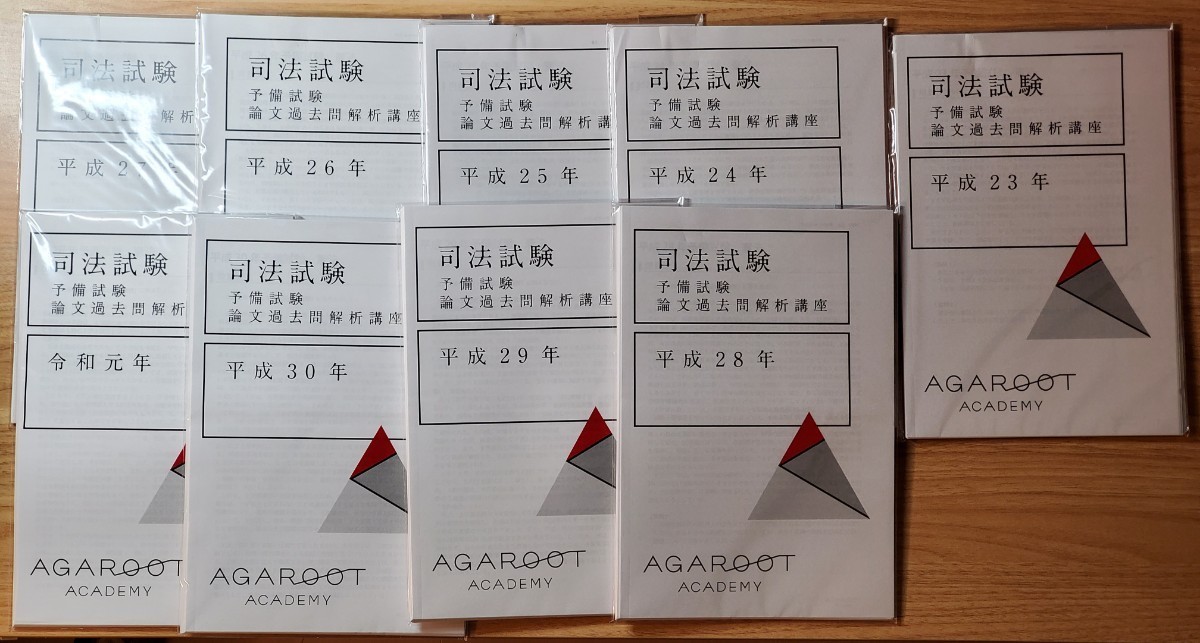 司法試験
予備試験
論文過去問解析
平成27年
司法試験
予備試験
論文過去問解析講座
平成26年
司法試験
予備試験
論文過去問解析講
平成25年
司法試験
予備試験
論文過去問解析講座
平成24年
司法試験
予備試験
論文過去問解析講座
平成23年
AGAROOT
ACADEMY
司法試験
予備試験
論文過去問解析
令和元年
AGAROOT
ACADEMY
司法試験
予備試験
論文過去問解析講座
平成30年
AGAROOT
ACADEMY
司法試験
予備試験
論文過去問解析講座
平成29年
AGAROOT
ACADEMY
司法試験
予備試験
論文過去問解析講座
平成28年
AGAROOT
ACADEMY